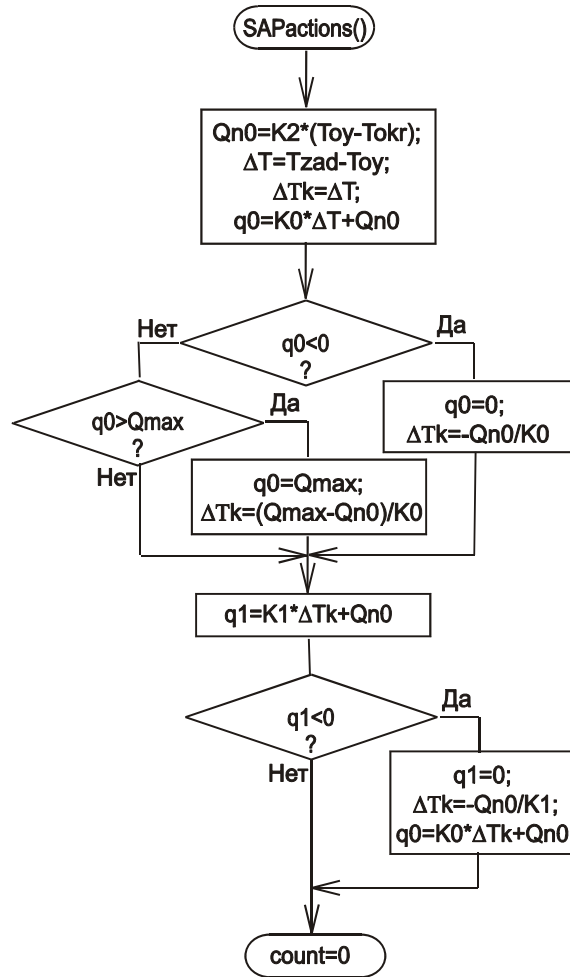 SAPactions()
Qn0=K2*(Toy-Tokr);
ΔT=Tzad-Toy;
ΔTk=ΔT;
q0=K0*ΔT+Qn0
Нет
Да
q0<0
?
q0>Qmax
?
Да
Нет
q0=0;
ΔTk=-Qn0/K0
q0=Qmax;
ΔTk=(Qmax-Qn0)/K0
q1=K1*ΔTk+Qn0
q1<0
?
Да
Нет
q1=0;
ΔTk=-Qn0/K1;
q0=K0*ΔTk+Qn0
count=0